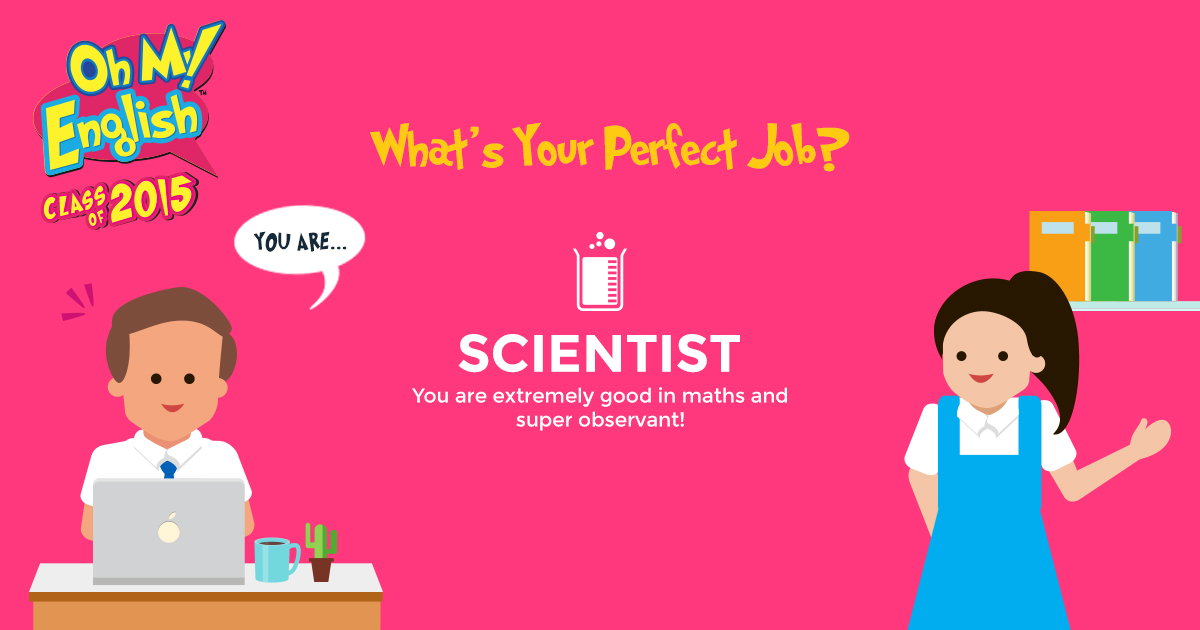 Oh My!
English™
CLASS OF 2015
What's Your Perfect Job?
YOU ARE...
SCIENTIST
You are extremely good in maths and
super observant!